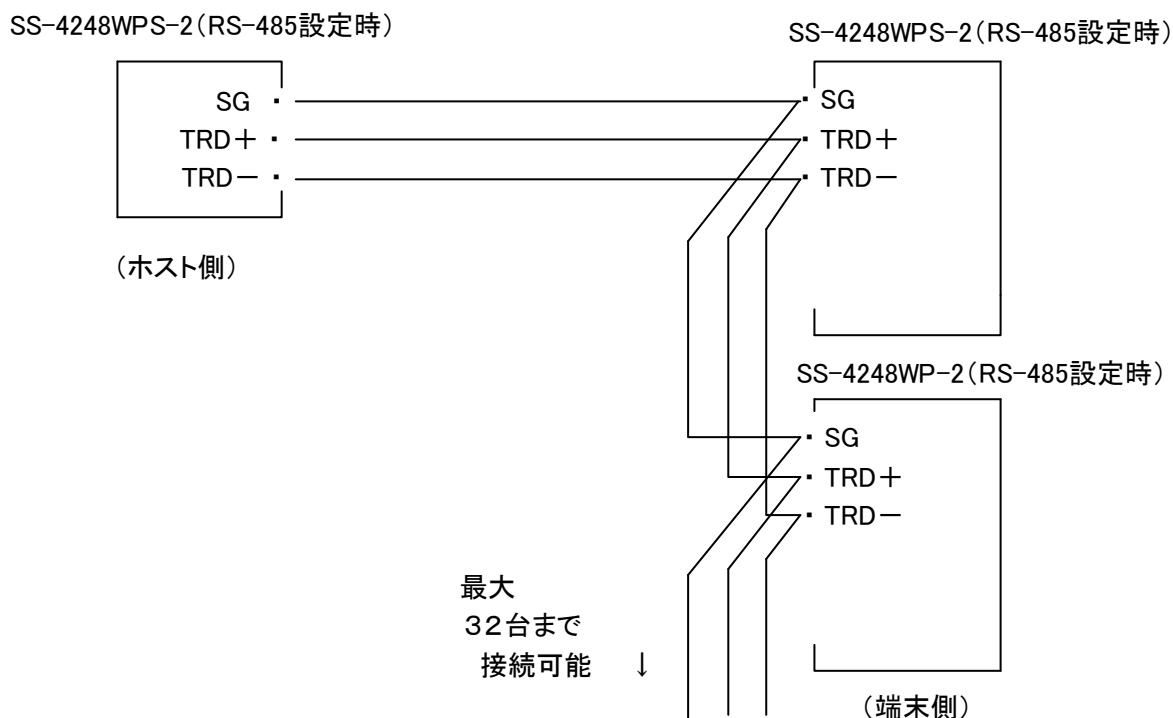 SS-4248WPS-2(RS-485設定時)
SG
TRD+
TRD-
(ホスト側)
SS-4248WPS-2(RS-485設定時)
SG
TRD+
TRD-
SS-4248WP-2(RS-485設定時)
SG
TRD+
TRD-
最大
32台まで
接続可能 ↓
(端末側)